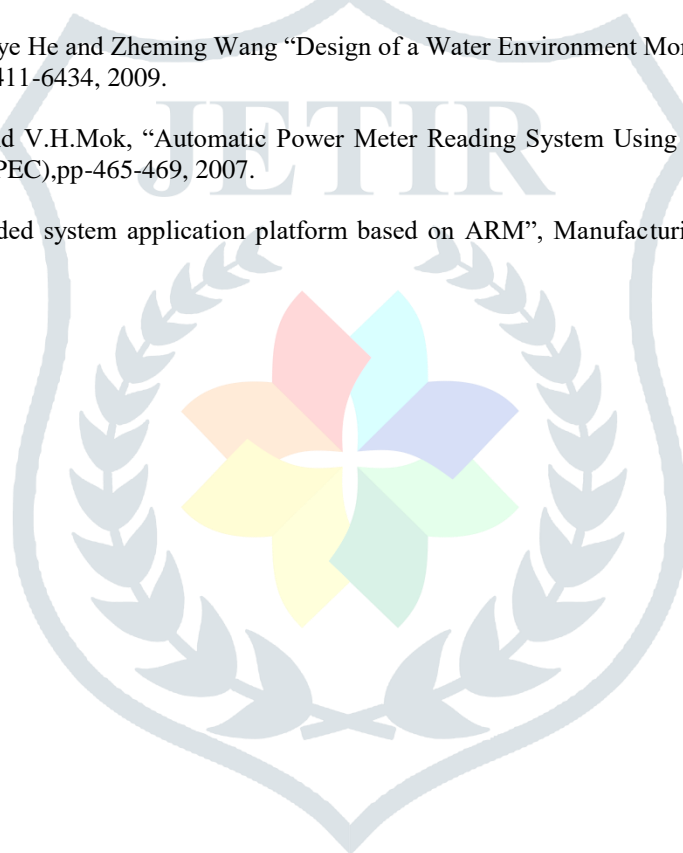 ye He and Zheming Wang “Design of a Water Environment Mor
411-6434, 2009.
JETIR
d V.H.Mok, “Automatic Power Meter Reading System Using
PEC),pp-465-469, 2007.
ded system application platform based on ARM”, Manufacturi